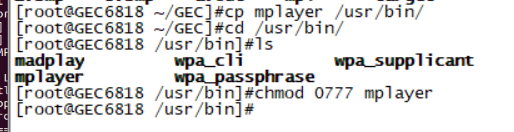 [root@GEC6818 ~/GEC]#cp mplayer /usr/bin/
[root@GEC6818 ~/GEC]#cd /usr/bin/
[root@GEC6818 /usr/bin]#ls
madplay wpa_cli wpa_supplicant
mplayer wpa_passphrase
[root@GEC6818 /usr/bin]#chmod 0777 mplayer
[root@GEC6818 /usr/bin]#